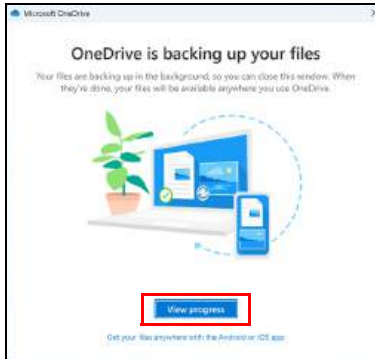 Microsoft OneDrive
OneDrive is backing up your files
Your files are backing up in the background, so you can close this window. When
they're done, your files will be available anywhere you use OneDrive.
View progress
Get your files anywhere with the Android or iOS app